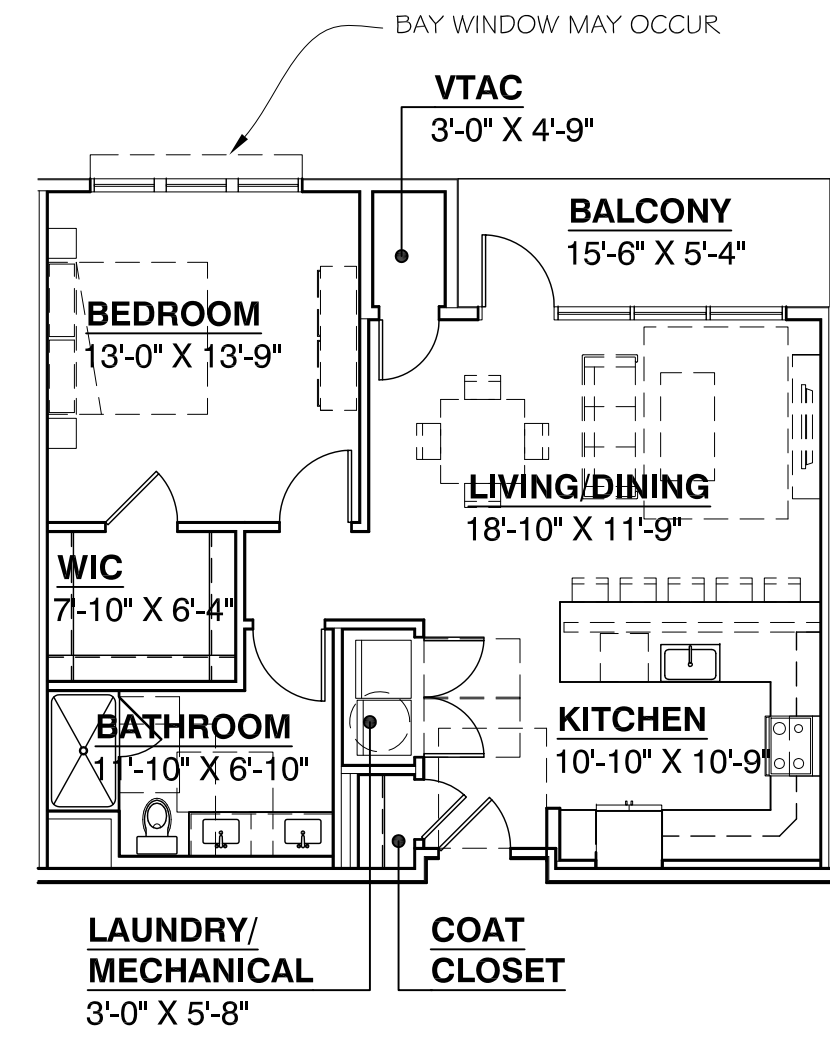 BAY WINDOW MAY OCCUR
VTAC
3'-0" X 4'-9"
BALCONY
15'-6" X 5'-4"
BEDROOM
13'-0" X 13'-9"
LIVING/DINING
18'-10" X 11'-9"
WIC
7'-10" X 6'-4"
BATHROOM
11'-10" X 6'-10"
KITCHEN
10'-10" X 10'-9"
LAUNDRY/
MECHANICAL
3'-0" X 5'-8"
COAT
CLOSET